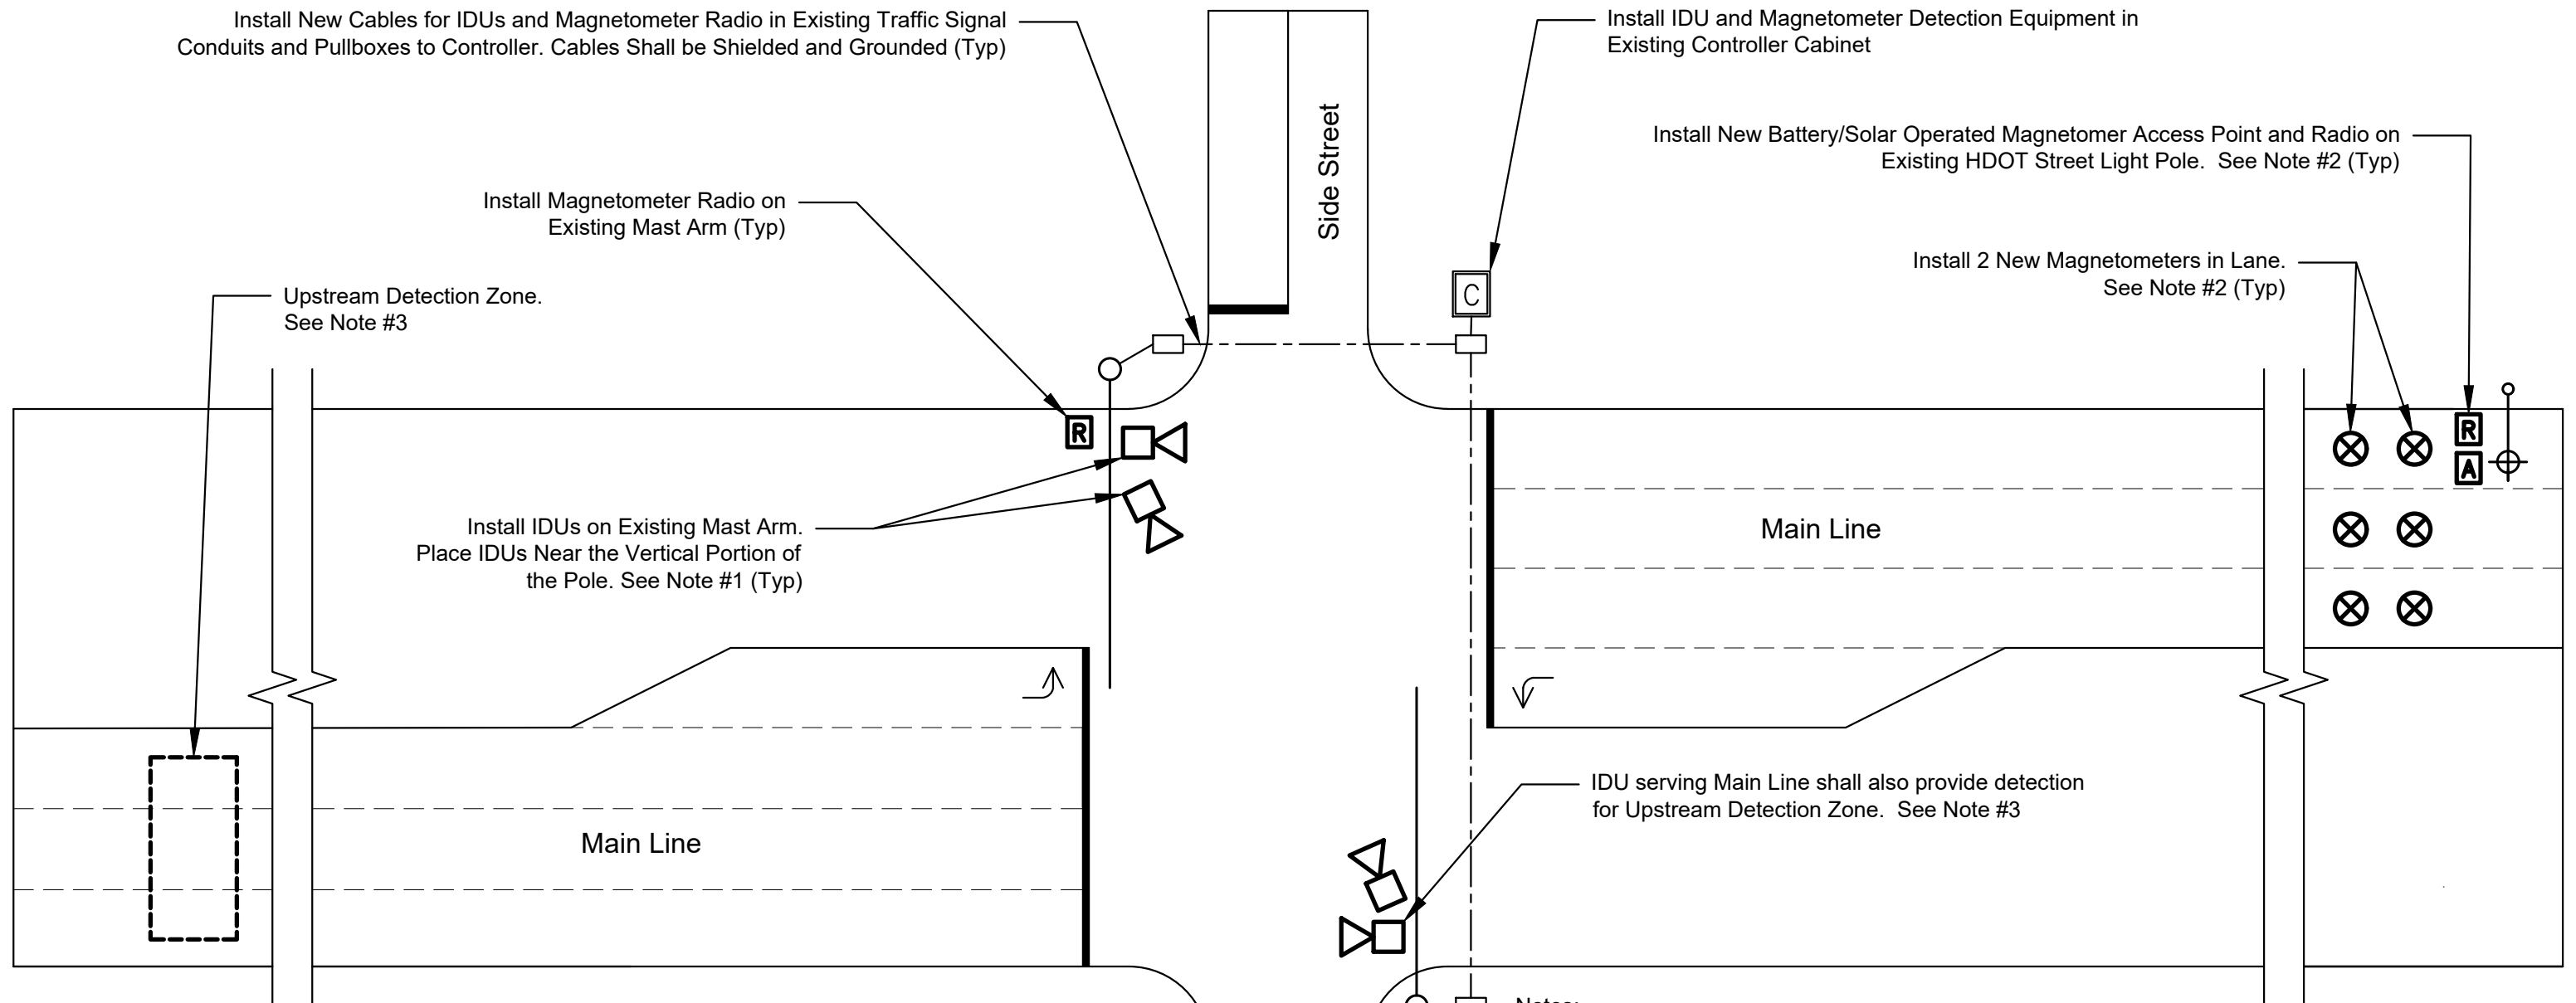 Install New Cables for IDUs and Magnetometer Radio in Existing Traffic Signal
Conduits and Pullboxes to Controller. Cables Shall be Shielded and Grounded (Typ)
Install IDU and Magnetometer Detection Equipment in
Existing Controller Cabinet
Side Street
Install New Battery/Solar Operated Magnetomer Access Point and Radio on
Existing HDOT Street Light Pole.  See Note #2 (Typ)
Install Magnetometer Radio on
Existing Mast Arm (Typ)
Install 2 New Magnetometers in Lane.
See Note #2 (Typ)
Upstream Detection Zone.
See Note #3
C
R
R
A
Install IDUs on Existing Mast Arm.
Place IDUs Near the Vertical Portion of
the Pole. See Note #1 (Typ)
Main Line
IDU serving Main Line shall also provide detection
for Upstream Detection Zone.  See Note #3
Main Line
Notes: